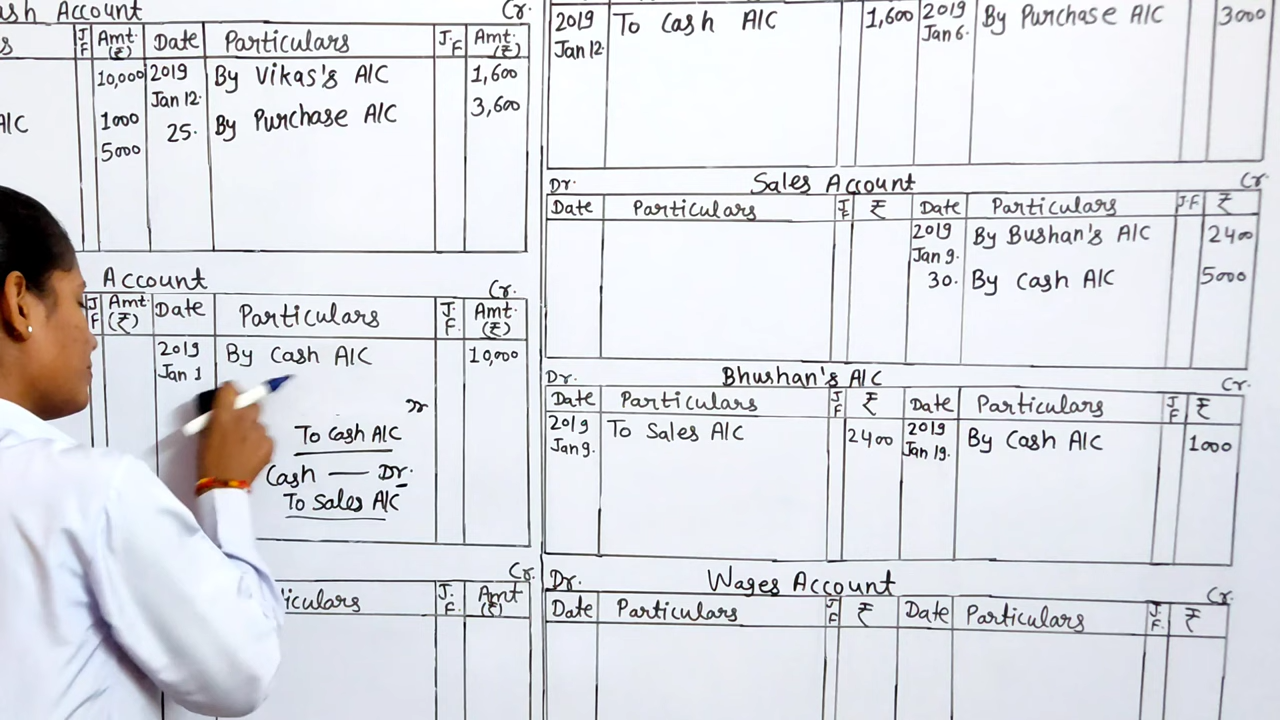 ash Account Cr.
s J.F Amt. (₹) Date Particulars J.F Amt. (₹)
10,000 2019 By Vikas's A/C 1,600
Jan 12.
A/C 1000 25. By Purchase A/C 3,600
5000
Account Cr.
J.F Amt. (₹) Date Particulars J.F. Amt. (₹)
2019 By Cash A/C 10,000
Jan 1
Dr
To Cash A/C
Cash — Dr.
To Sales A/C
Cr.
iculars J.F. Amt (₹)
2019 To Cash A/C 1,600 2019 By Purchase A/C 3000
Jan 12 Jan 6.
Dr. Sales Account Cr.
Date Particulars J.F ₹ Date Particulars J.F ₹
2019 By Bushan's A/C 2400
Jan 9.
30. By Cash A/C 5000
Dr. Bhushan's A/C Cr.
Date Particulars J.F ₹ Date Particulars J.F ₹
2019 To Sales A/C 2400 2019 By Cash A/C 1000
Jan 9. Jan 19.
Dr. Wages Account Cr.
Date Particulars J.F ₹ Date Particulars J.F. ₹